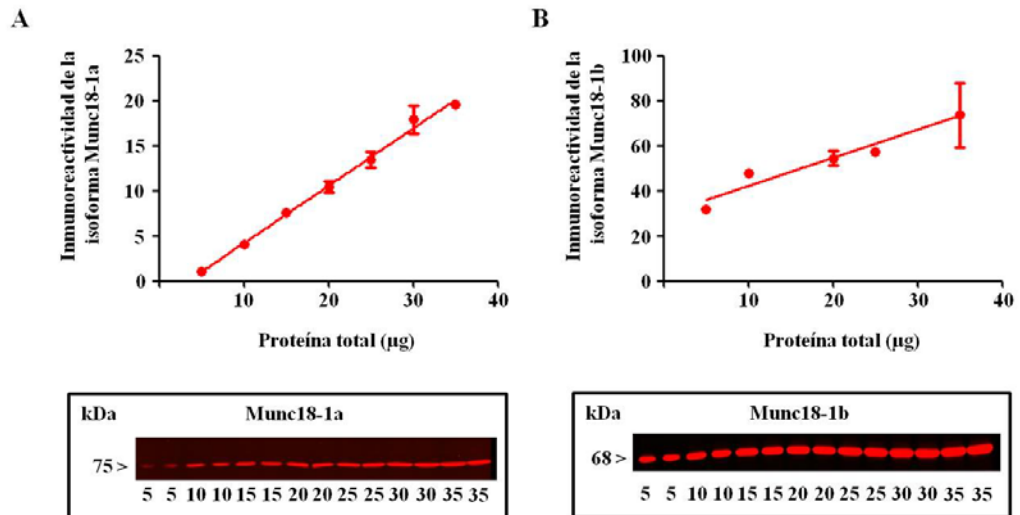 A
Inmunoreactividad de la
isoforma Munc18-1a
25
20
15
10
5
0
10 20 30 40
Proteína total (µg)
kDa Munc18-1a
75 >
5 5 10 10 15 15 20 20 25 25 30 30 35 35
B
Inmunoreactividad de la
isoforma Munc18-1b
100
80
60
40
20
0
10 20 30 40
Proteína total (µg)
kDa Munc18-1b
68 >
5 5 10 10 15 15 20 20 25 25 30 30 35 35